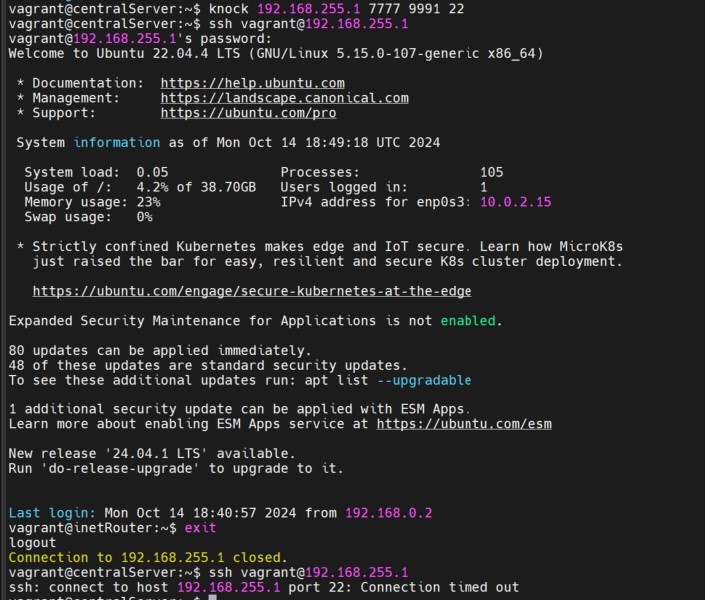 vagrant@centralServer:~$ knock 192.168.255.1 7777 9991 22
vagrant@centralServer:~$ ssh vagrant@192.168.255.1
vagrant@192.168.255.1's password:
Welcome to Ubuntu 22.04.4 LTS (GNU/Linux 5.15.0-107-generic x86_64)
* Documentation: https://help.ubuntu.com
* Management: https://landscape.canonical.com
* Support: https://ubuntu.com/pro
System information as of Mon Oct 14 18:49:18 UTC 2024
System load: 0.05 Processes: 105
Usage of /: 4.2% of 38.70GB Users logged in: 1
Memory usage: 23% IPv4 address for enp0s3: 10.0.2.15
Swap usage: 0%
* Strictly confined Kubernetes makes edge and IoT secure. Learn how MicroK8s
just raised the bar for easy, resilient and secure K8s cluster deployment.
https://ubuntu.com/engage/secure-kubernetes-at-the-edge
Expanded Security Maintenance for Applications is not enabled.
80 updates can be applied immediately.
48 of these updates are standard security updates.
To see these additional updates run: apt list --upgradable
1 additional security update can be applied with ESM Apps.
Learn more about enabling ESM Apps service at https://ubuntu.com/esm
New release '24.04.1 LTS' available.
Run 'do-release-upgrade' to upgrade to it.
Last login: Mon Oct 14 18:40:57 2024 from 192.168.0.2
vagrant@inetRouter:~$ exit
logout
Connection to 192.168.255.1 closed.
vagrant@centralServer:~$ ssh vagrant@192.168.255.1
ssh: connect to host 192.168.255.1 port 22: Connection timed out
vagrant@centralServer:~$